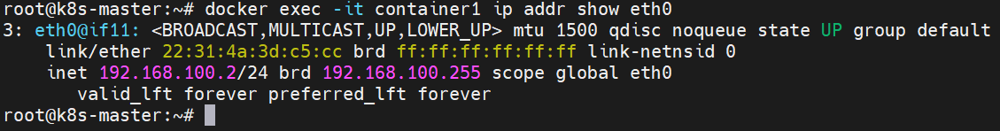 root@k8s-master:~# docker exec -it container1 ip addr show eth0
3: eth0@if11: <BROADCAST,MULTICAST,UP,LOWER_UP> mtu 1500 qdisc noqueue state UP group default
    link/ether 22:31:4a:3d:c5:cc brd ff:ff:ff:ff:ff:ff link-netnsid 0
    inet 192.168.100.2/24 brd 192.168.100.255 scope global eth0
       valid_lft forever preferred_lft forever
root@k8s-master:~#